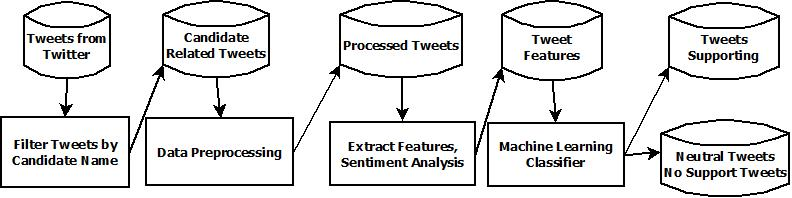 Tweets from
Twitter
Filter Tweets by
Candidate Name
Candidate
Related Tweets
Data Preprocessing
Processed Tweets
Extract Features,
Sentiment Analysis
Tweet
Features
Machine Learning
Classifier
Tweets
Supporting
Neutral Tweets
No Support Tweets